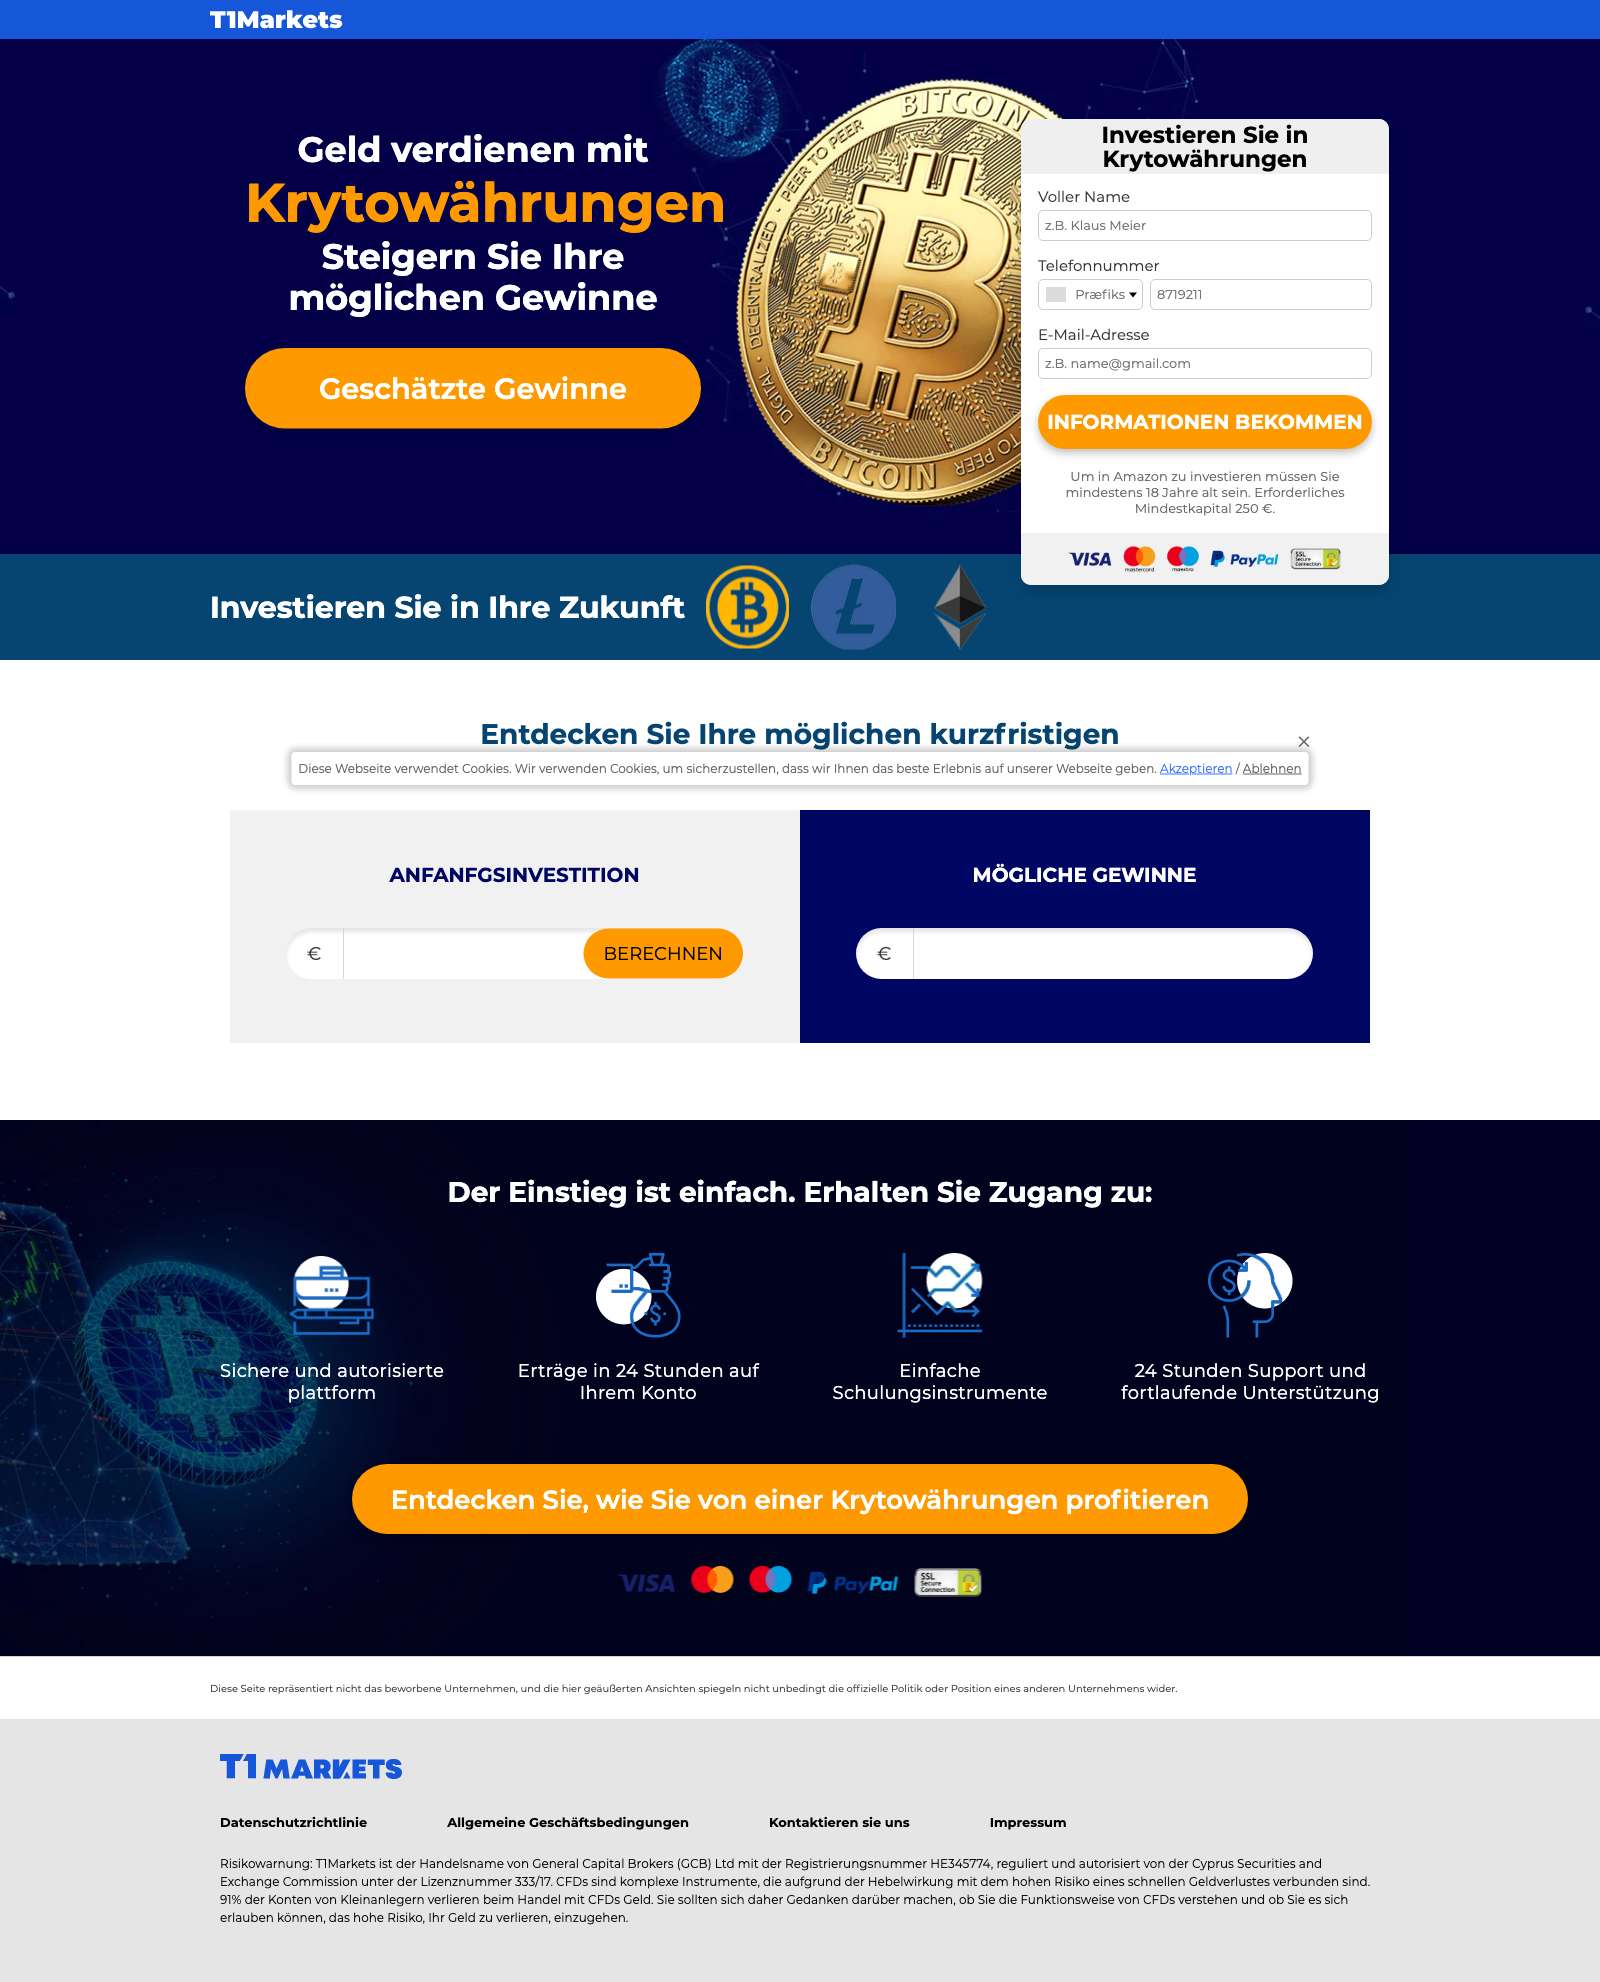 T1Markets
Geld verdienen mit
Krytowährungen
Steigern Sie Ihre
möglichen Gewinne
Geschätzte Gewinne
BITCOIN
DECENTRALIZED - PEER TO PEER
DIGITAL
BITCOIN
TO PEER
Investieren Sie in
Krytowährungen
Voller Name
z.B. Klaus Meier
Telefonnummer
Præfiks
8719211
E-Mail-Adresse
z.B. name@gmail.com
INFORMATIONEN BEKOMMEN
Um in Amazon zu investieren müssen Sie
mindestens 18 Jahre alt sein. Erforderliches
Mindestkapital 250 €.
VISA mastercard maestro PayPal SSL Secure Connection
Investieren Sie in Ihre Zukunft
Entdecken Sie Ihre möglichen kurzfristigen
Diese Webseite verwendet Cookies. Wir verwenden Cookies, um sicherzustellen, dass wir Ihnen das beste Erlebnis auf unserer Webseite geben. Akzeptieren / Ablehnen
ANFANFGSINVESTITION
€
BERECHNEN
MÖGLICHE GEWINNE
€
Der Einstieg ist einfach. Erhalten Sie Zugang zu:
Sichere und autorisierte
plattform
Erträge in 24 Stunden auf
Ihrem Konto
Einfache
Schulungsinstrumente
24 Stunden Support und
fortlaufende Unterstützung
Entdecken Sie, wie Sie von einer Krytowährungen profitieren
VISA PayPal SSL Secure Connection
Diese Seite repräsentiert nicht das beworbene Unternehmen, und die hier geäußerten Ansichten spiegeln nicht unbedingt die offizielle Politik oder Position eines anderen Unternehmens wider.
T1 MARKETS
Datenschutzrichtlinie
Allgemeine Geschäftsbedingungen
Kontaktieren sie uns
Impressum
Risikowarnung: T1Markets ist der Handelsname von General Capital Brokers (GCB) Ltd mit der Registrierungsnummer HE345774, reguliert und autorisiert von der Cyprus Securities and
Exchange Commission unter der Lizenznummer 333/17. CFDs sind komplexe Instrumente, die aufgrund der Hebelwirkung mit dem hohen Risiko eines schnellen Geldverlustes verbunden sind.
91% der Konten von Kleinanlegern verlieren beim Handel mit CFDs Geld. Sie sollten sich daher Gedanken darüber machen, ob Sie die Funktionsweise von CFDs verstehen und ob Sie es sich
erlauben können, das hohe Risiko, Ihr Geld zu verlieren, einzugehen.